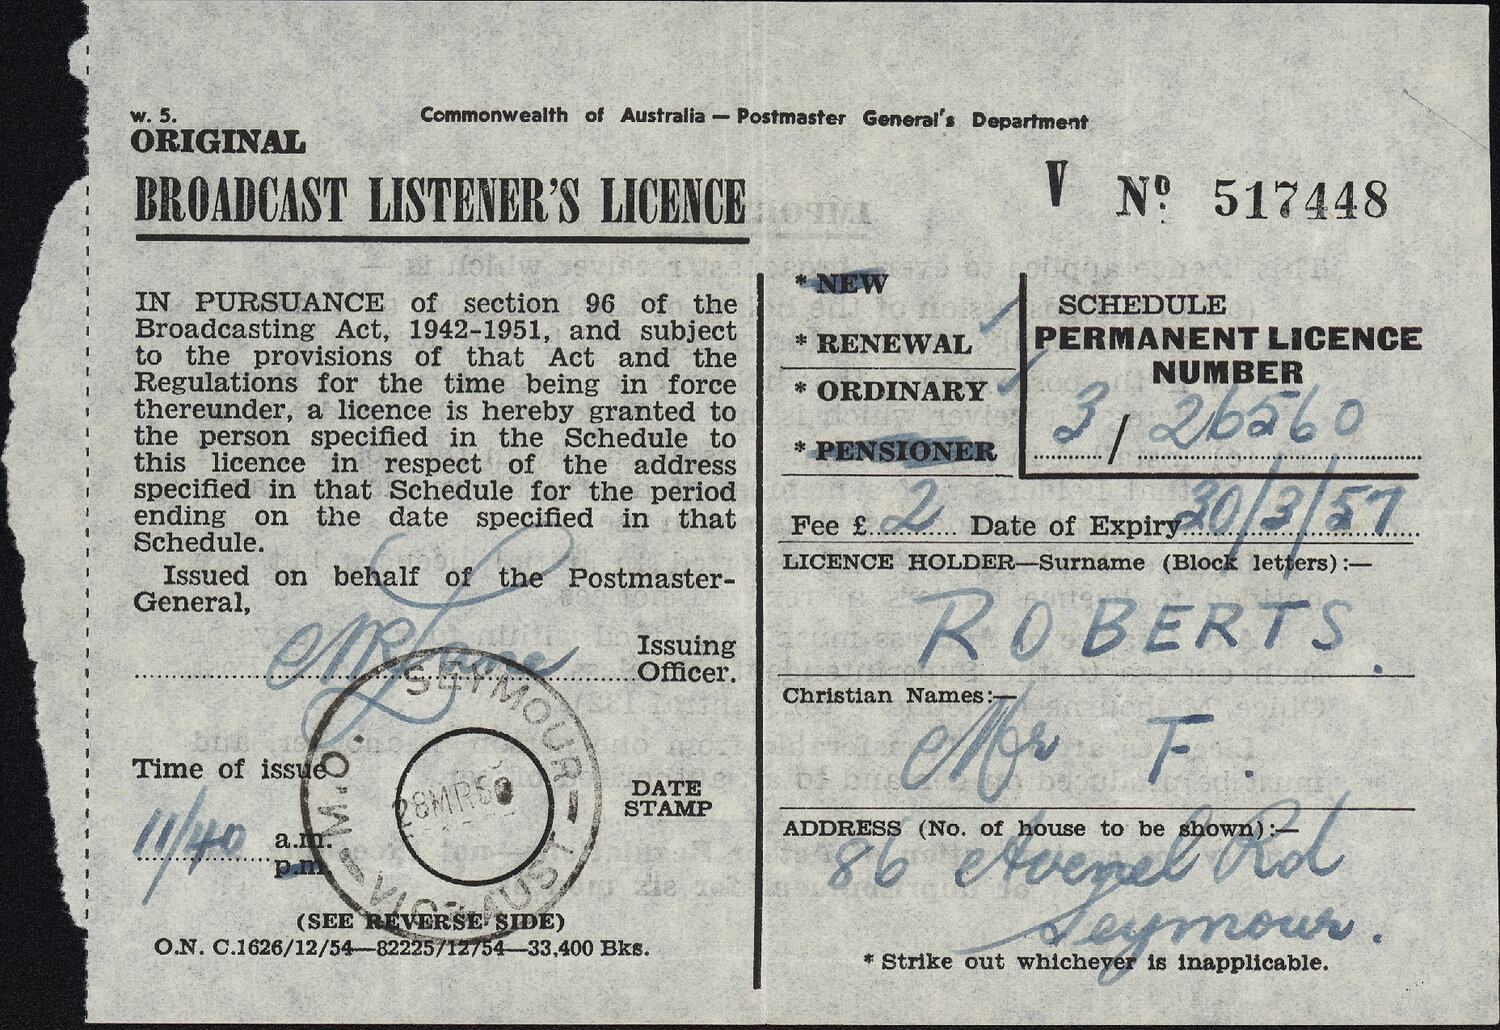 w. 5.
Commonwealth of Australia — Postmaster General's Department
ORIGINAL
BROADCAST LISTENER'S LICENCE
V Nº 517448
IN PURSUANCE of section 96 of the
Broadcasting Act, 1942-1951, and subject
to the provisions of that Act and the
Regulations for the time being in force
thereunder, a licence is hereby granted to
the person specified in the Schedule to
this licence in respect of the address
specified in that Schedule for the period
ending on the date specified in that
Schedule.
Issued on behalf of the Postmaster-
General,
Issuing
Officer.
Time of issue
11/40 a.m.
p.m
SEYMOUR
M.O.
VIC-AUST
DATE
STAMP
(SEE REVERSE SIDE)
O.N. C.1626/12/54—82225/12/54—33,400 Bks.
* NEW
* RENEWAL
* ORDINARY
* PENSIONER
SCHEDULE
PERMANENT LICENCE
NUMBER
3 / 26560
Fee £ 2 Date of Expiry 30/3/57
LICENCE HOLDER—Surname (Block letters):—
ROBERTS.
Christian Names:—
Mr F.
ADDRESS (No. of house to be shown):—
86 Avenel Rd
Seymour.
* Strike out whichever is inapplicable.